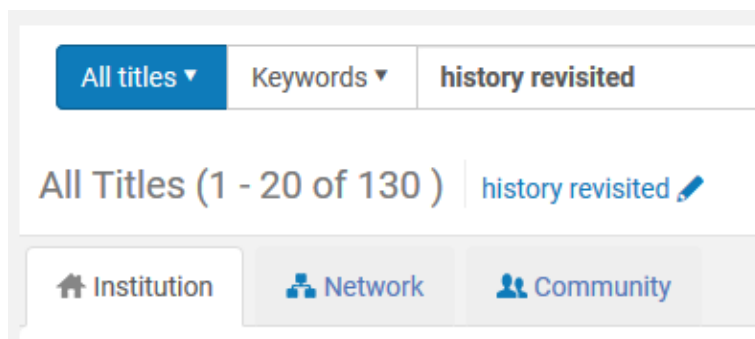 All titles ▼ Keywords ▼ history revisited
All Titles (1 - 20 of 130 ) history revisited
Institution Network Community